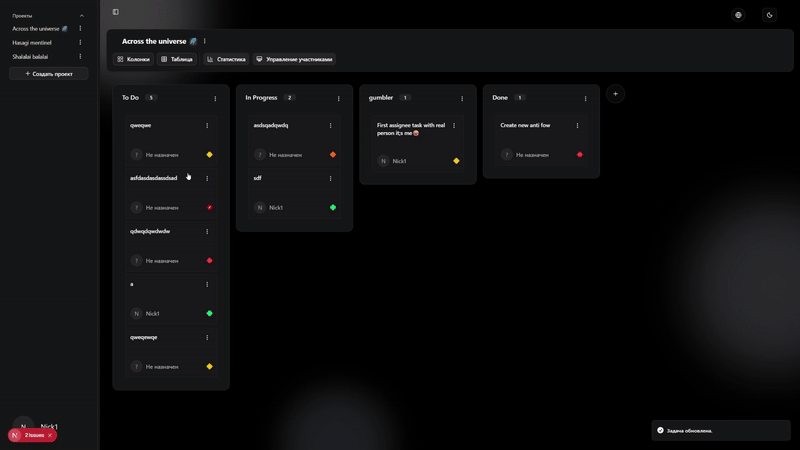 Проекты
Across the universe 🌌
Hasagi mentinel
Shalalai balalai
+ Создать проект
Across the universe 🌌
Колонки
Таблица
Статистика
Управление участниками
To Do 5
qweqwe
? Не назначен
asfdasdasdassdsad
? Не назначен
qdwqdqwdwdw
? Не назначен
a
N Nick1
qweqewqe
? Не назначен
In Progress 2
asdsqadqwdq
? Не назначен
sdf
N Nick1
gumbler 1
First assignee task with real
person it;s me
N Nick1
Done 1
Create new anti fow
? Не назначен
+
N Nick1
N 2 Issues ×
Задача обновлена.